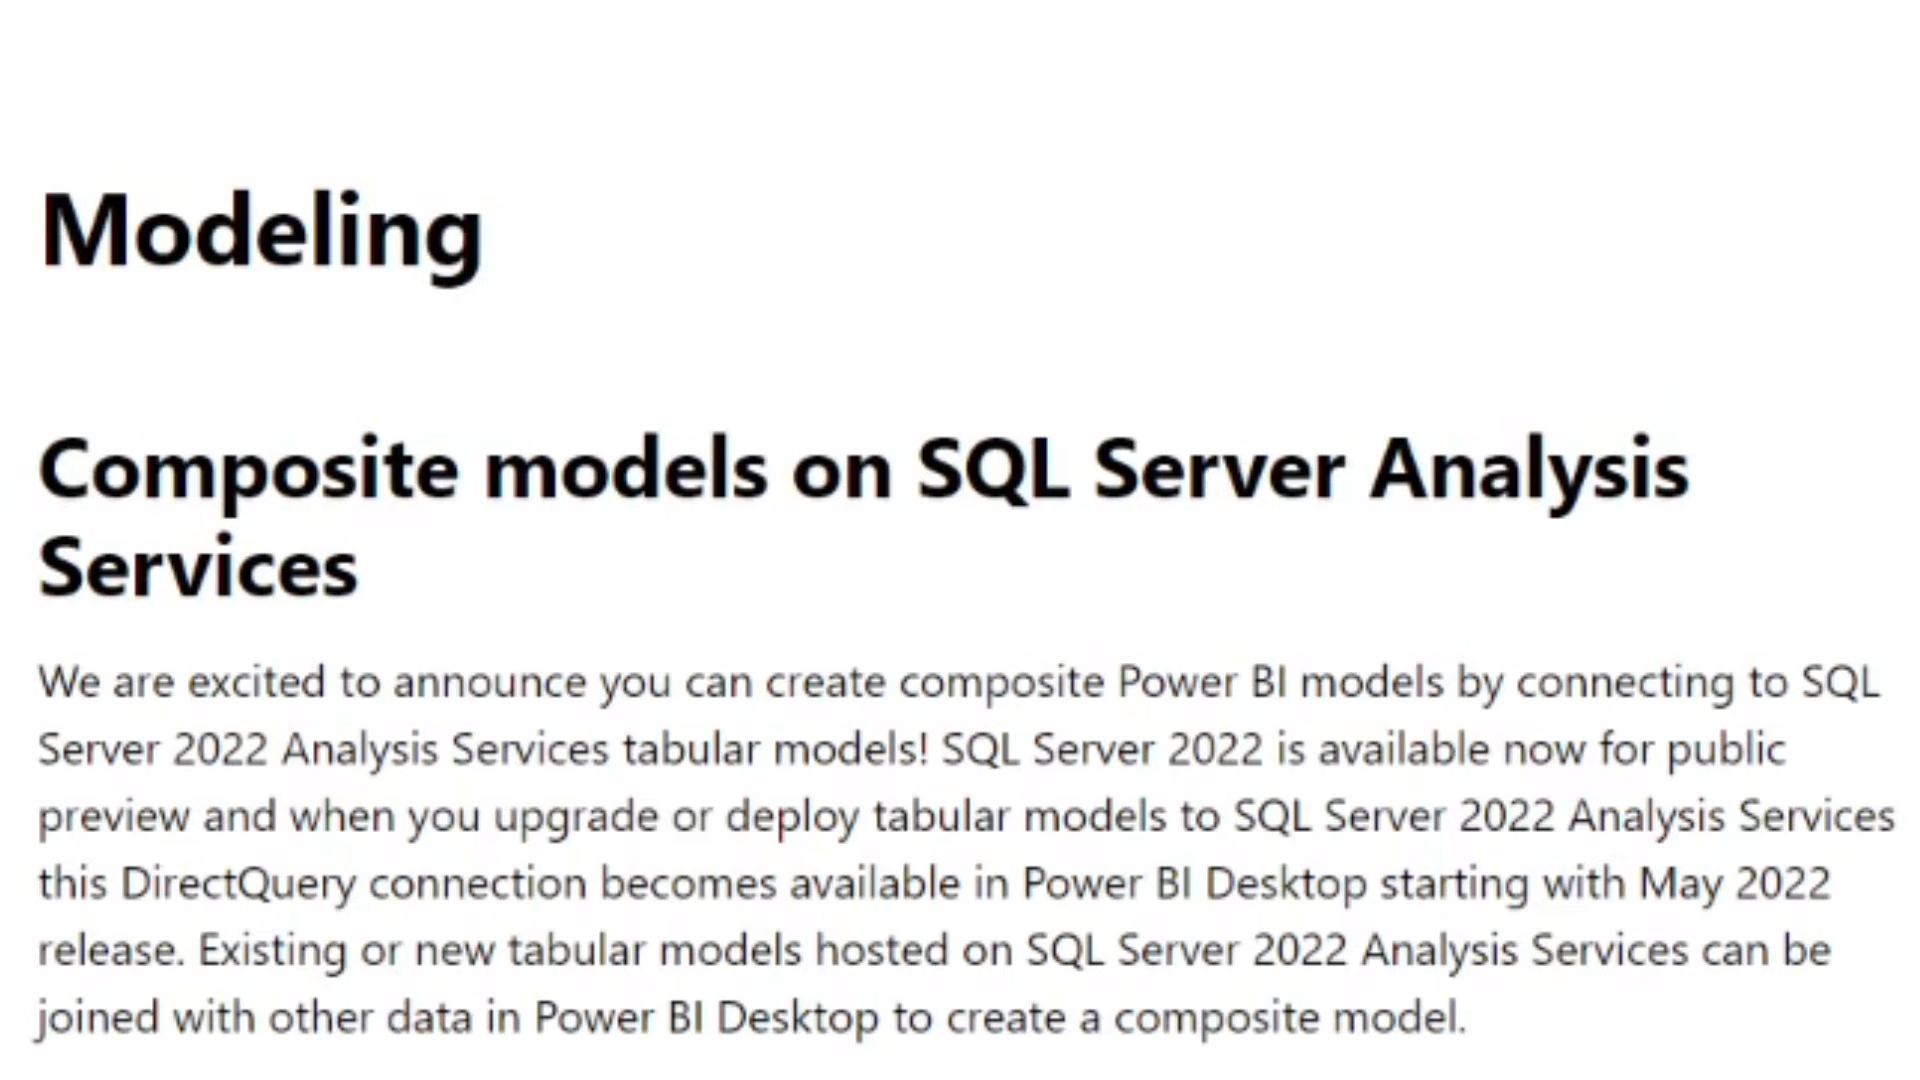 Modeling
Composite models on SQL Server Analysis
Services
We are excited to announce you can create composite Power BI models by connecting to SQL
Server 2022 Analysis Services tabular models! SQL Server 2022 is available now for public
preview and when you upgrade or deploy tabular models to SQL Server 2022 Analysis Services
this DirectQuery connection becomes available in Power BI Desktop starting with May 2022
release. Existing or new tabular models hosted on SQL Server 2022 Analysis Services can be
joined with other data in Power BI Desktop to create a composite model.